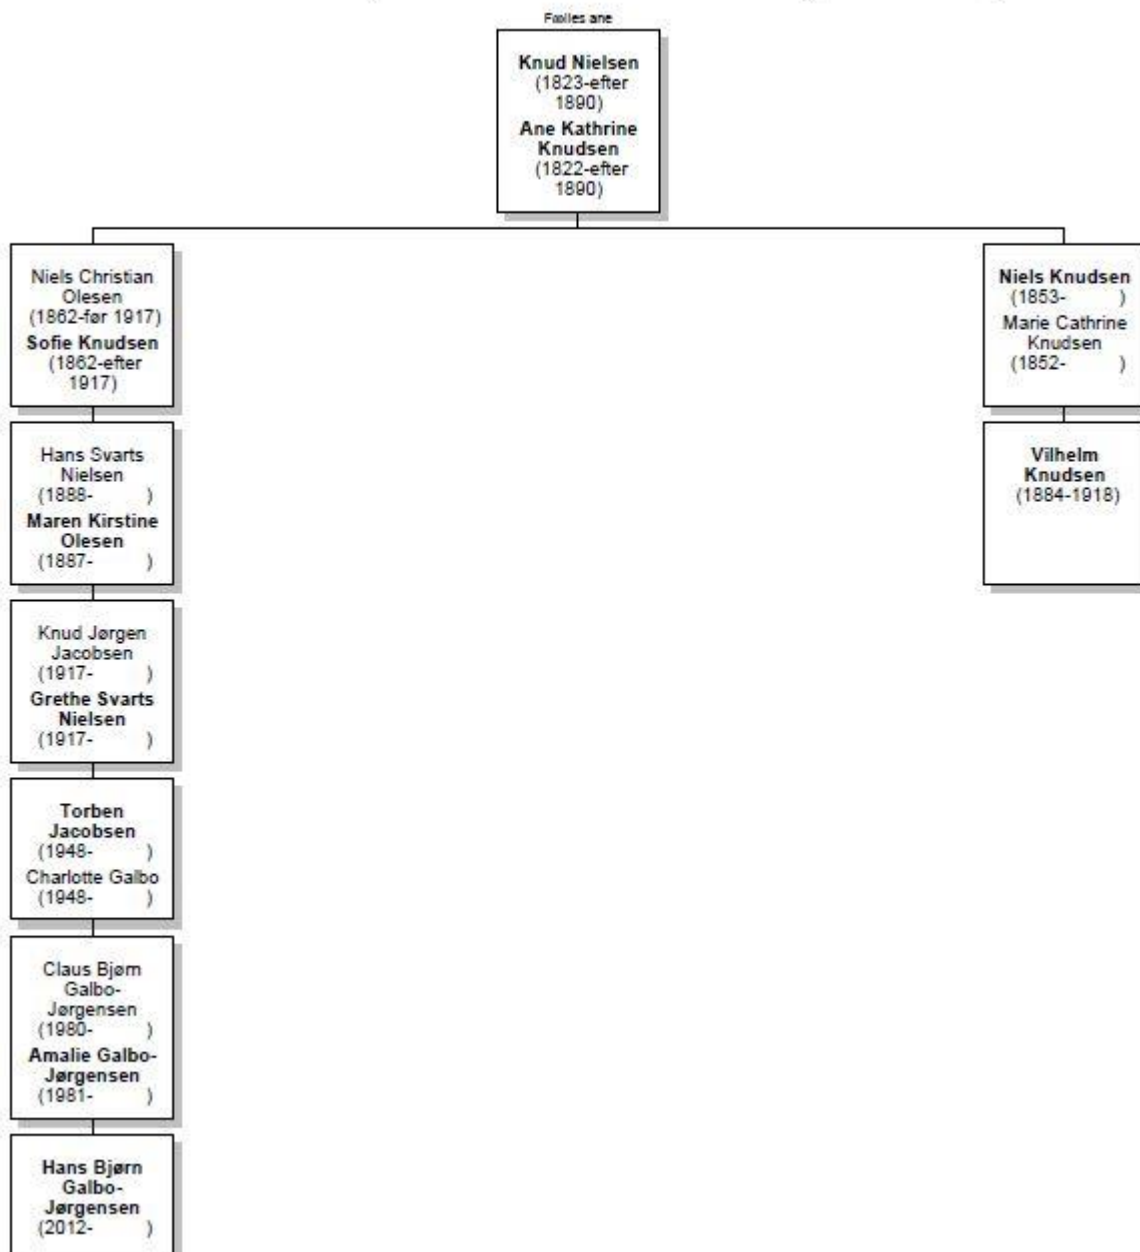 Fælles ane
Knud Nielsen
(1823-efter
1890)
Ane Kathrine
Knudsen
(1822-efter
1890)
Niels Christian
Olesen
(1862-før 1917)
Sofie Knudsen
(1862-efter
1917)
Hans Svarts
Nielsen
(1888- )
Maren Kirstine
Olesen
(1887- )
Knud Jørgen
Jacobsen
(1917- )
Grethe Svarts
Nielsen
(1917- )
Torben
Jacobsen
(1948- )
Charlotte Galbo
(1948- )
Claus Bjørn
Galbo-
Jørgensen
(1980- )
Amalie Galbo-
Jørgensen
(1981- )
Hans Bjørn
Galbo-
Jørgensen
(2012- )
Niels Knudsen
(1853- )
Marie Cathrine
Knudsen
(1852- )
Vilhelm
Knudsen
(1884-1918)